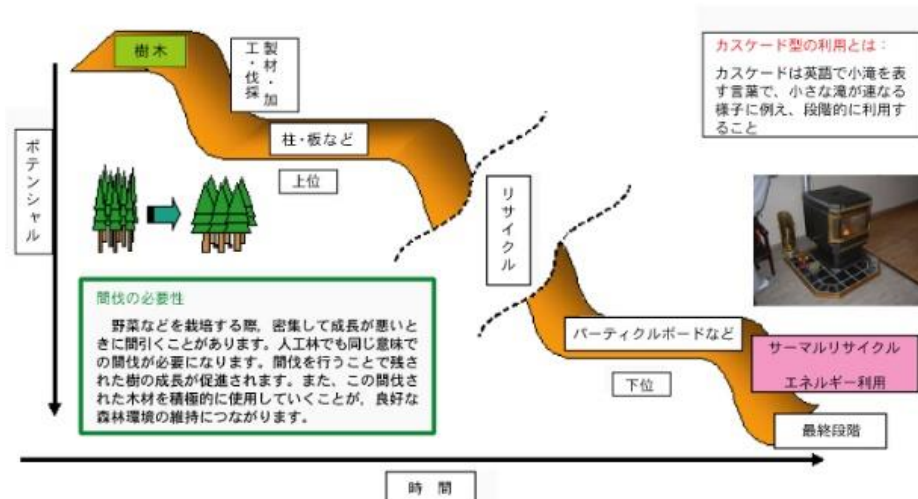 樹木
製材・加
工・伐採
柱・板など
上位
ポテンシャル
リサイクル
カスケード型の利用とは：
カスケードは英語で小滝を表
す言葉で、小さな滝が連なる
様子に例え、段階的に利用す
ること
間伐の必要性
野菜などを栽培する際、密集して成長が悪いと
きに間引くことがあります。人工林でも同じ意味で
の間伐が必要になります。間伐を行うことで残さ
れた樹の成長が促進されます。また、この間伐さ
れた木材を積極的に使用していくことが、良好な
森林環境の維持につながります。
パーティクルボードなど
下位
サーマルリサイクル
エネルギー利用
最終段階
時　間